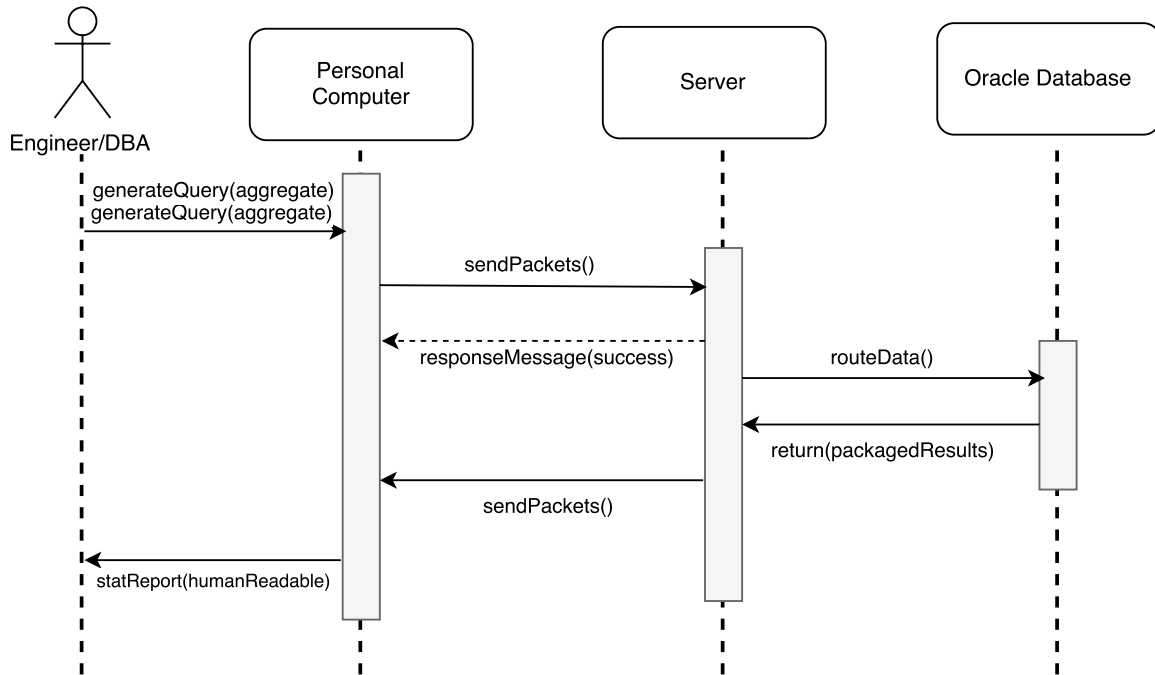 Personal
Computer
Server
Oracle Database
Engineer/DBA
generateQuery(aggregate)
generateQuery(aggregate)
sendPackets()
responseMessage(success)
routeData()
return(packagedResults)
sendPackets()
statReport(humanReadable)